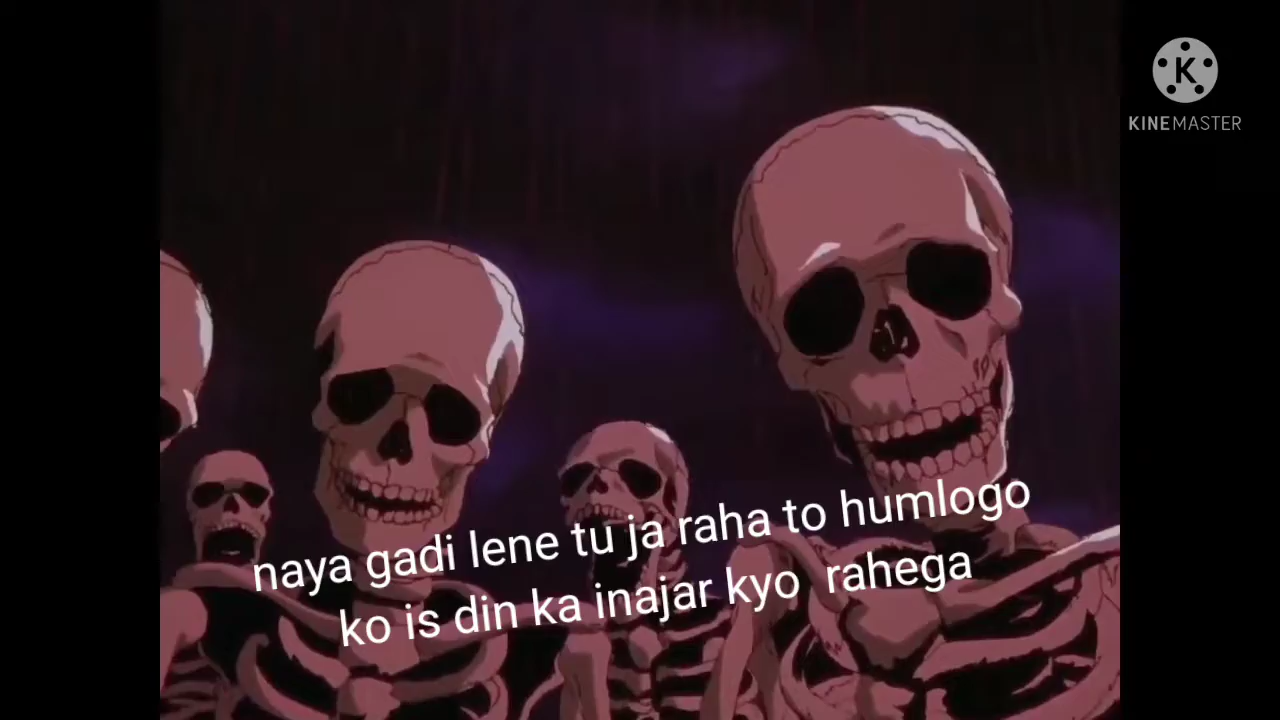 K
KINEMASTER
naya gadi lene tu ja raha to humlogo
ko is din ka inajar kyo rahega